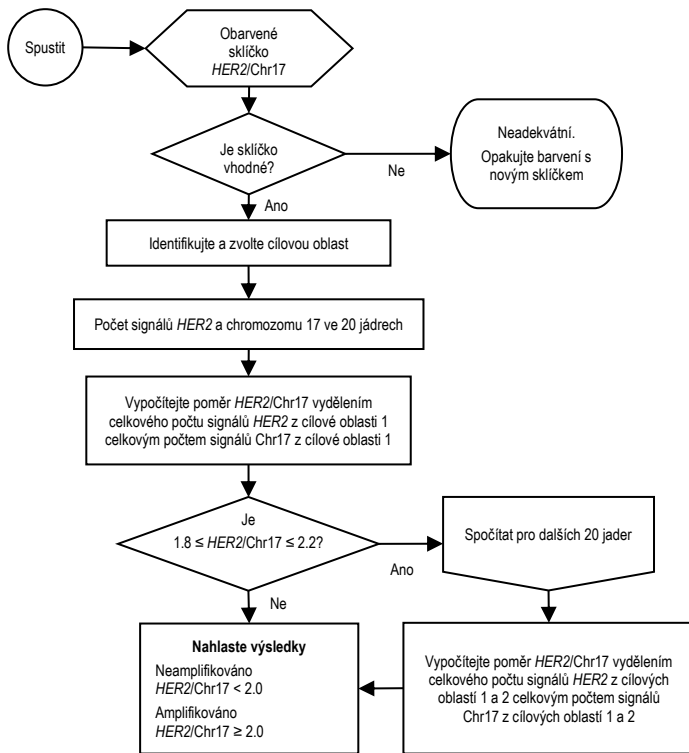 Spustit
Obarvené
sklíčko
HER2/Chr17
Je sklíčko
vhodné?
Ne
Neadekvátní.
Opakujte barvení s
novým sklíčkem
Ano
Identifikujte a zvolte cílovou oblast
Počet signálů HER2 a chromozomu 17 ve 20 jádrech
Vypočítejte poměr HER2/Chr17 vydělením
celkového počtu signálů HER2 z cílové oblasti 1
celkovým počtem signálů Chr17 z cílové oblasti 1
Je
1.8 ≤ HER2/Chr17 ≤ 2.2?
Ano
Spočítat pro dalších 20 jader
Ne
Nahlaste výsledky
Neamplifikováno
HER2/Chr17 < 2.0
Amplifikováno
HER2/Chr17 ≥ 2.0
Vypočítejte poměr HER2/Chr17 vydělením
celkového počtu signálů HER2 z cílových
oblastí 1 a 2 celkovým počtem signálů
Chr17 z cílových oblastí 1 a 2